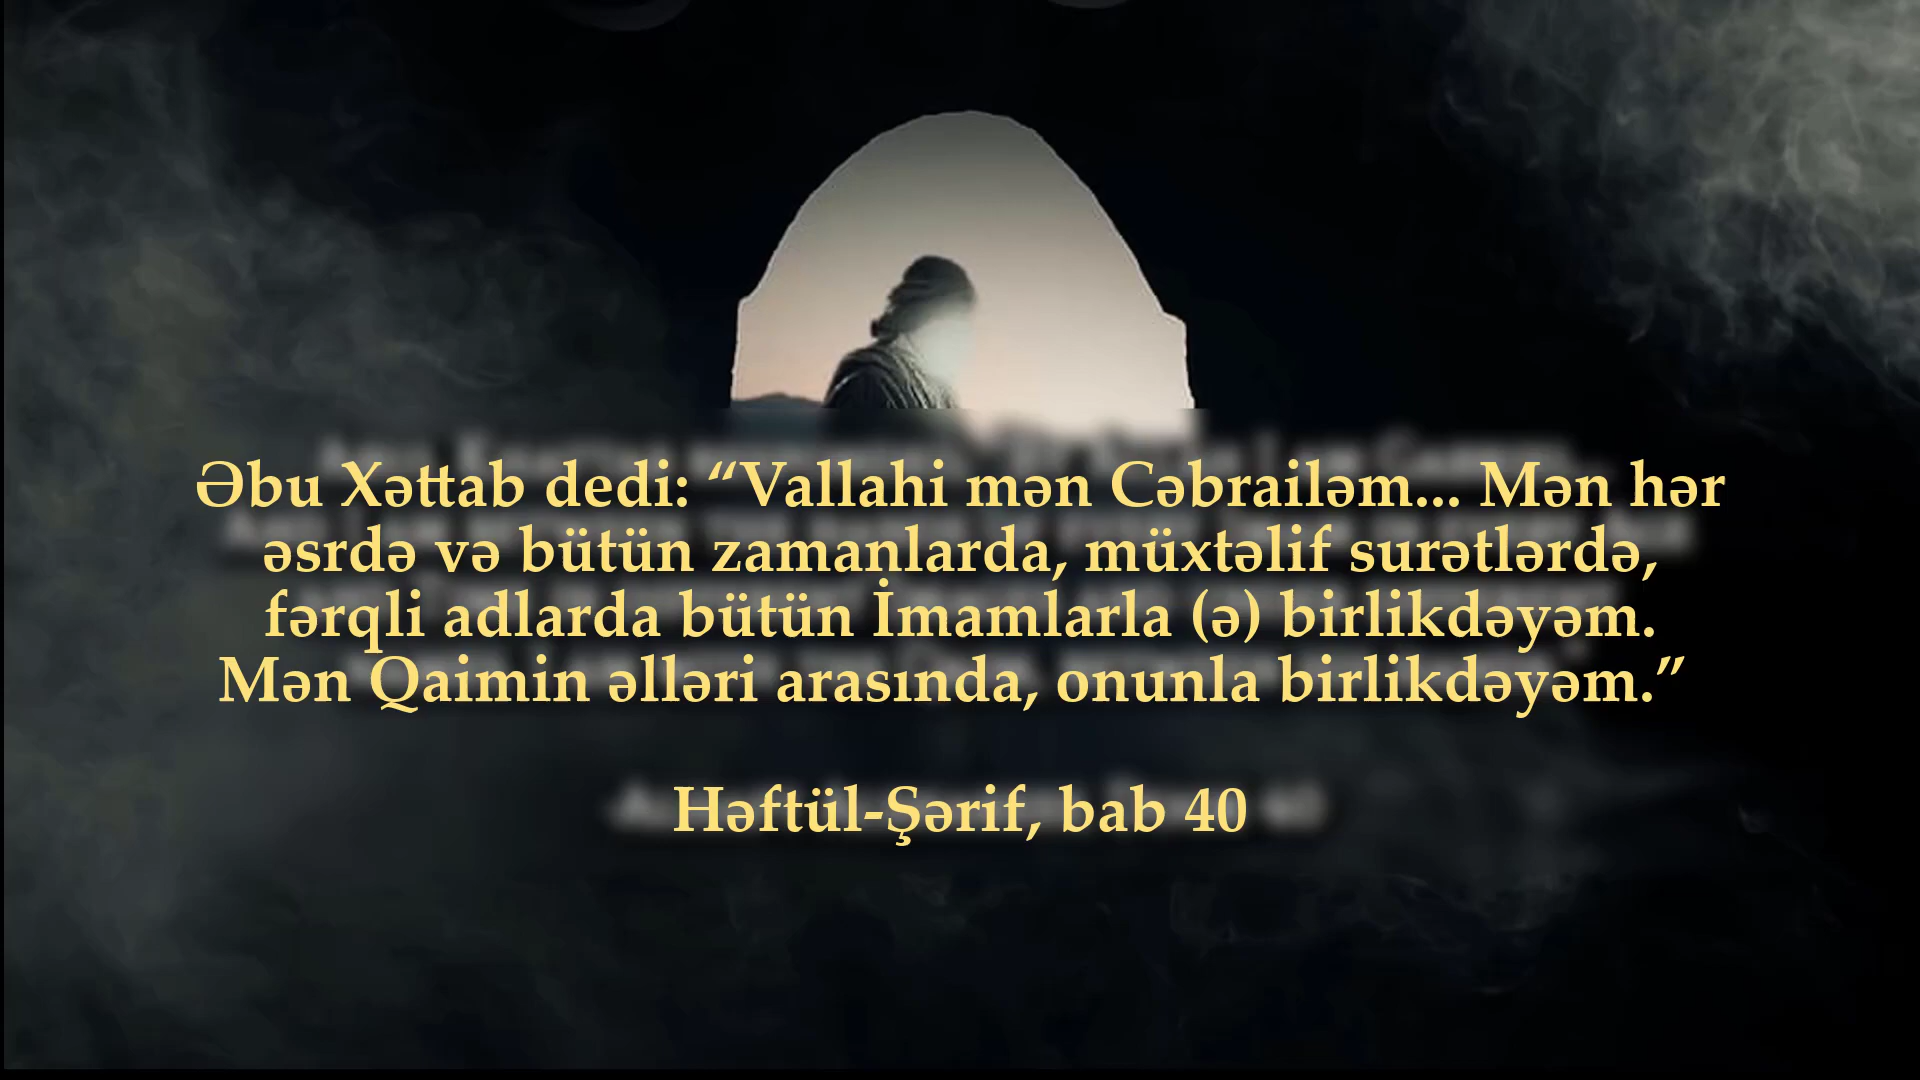 Əbu Xəttab dedi: “Vallahi mən Cəbrailəm... Mən hər
əsrdə və bütün zamanlarda, müxtəlif surətlərdə,
fərqli adlarda bütün İmamlarla (ə) birlikdəyəm.
Mən Qaimin əlləri arasında, onunla birlikdəyəm.”
Həftül-Şərif, bab 40